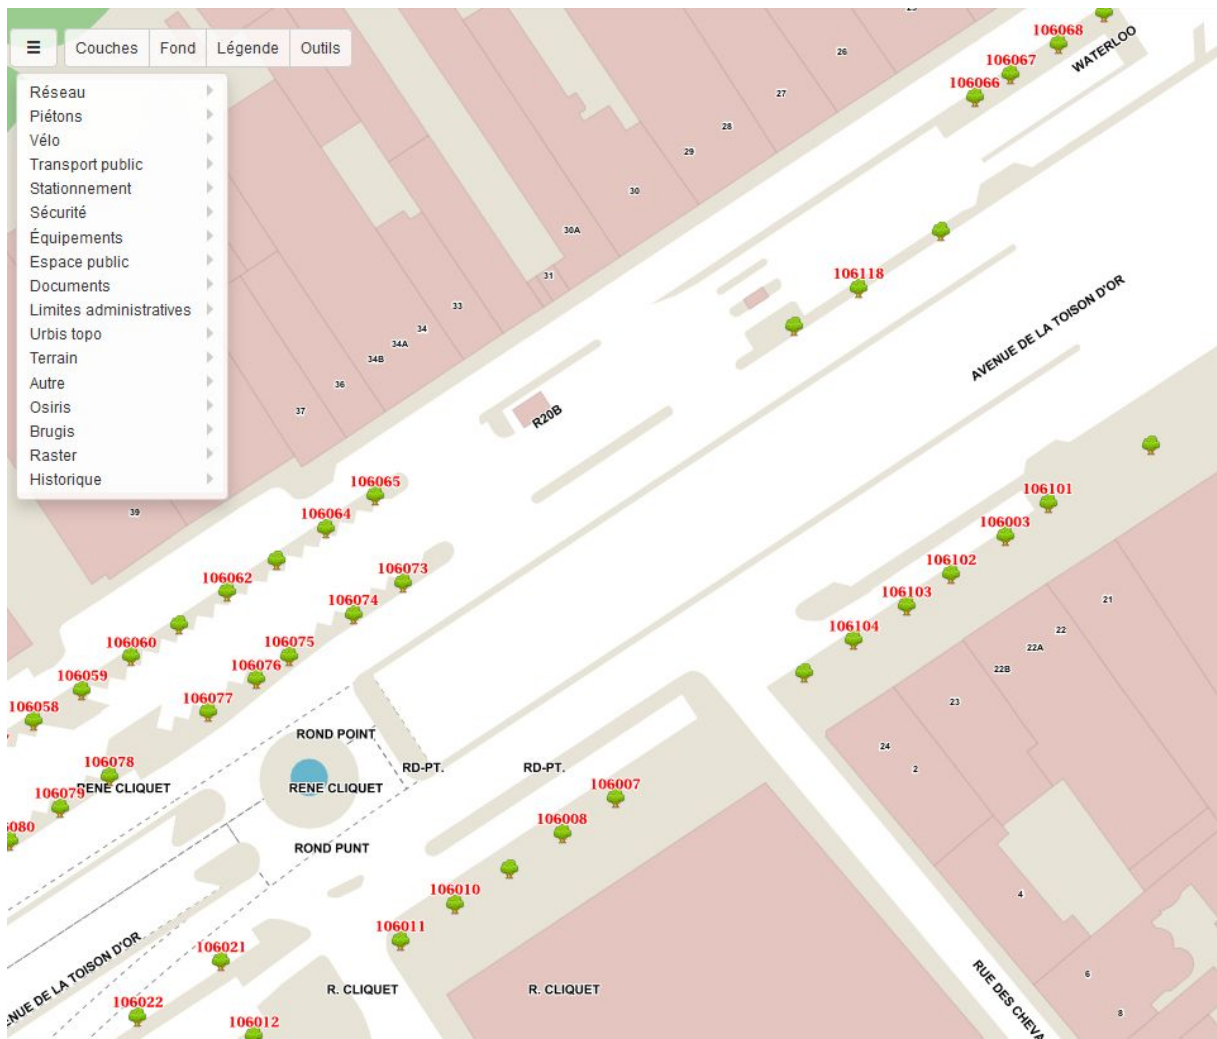 ☰ Couches Fond Légende Outils
Réseau
Piétons
Vélo
Transport public
Stationnement
Sécurité
Équipements
Espace public
Documents
Limites administratives
Urbis topo
Terrain
Autre
Osiris
Brugis
Raster
Historique
106068
WATERLOO
26
106067
106066
27
28
29
30
30A
31
106118
AVENUE DE LA TOISON D'OR
33
34
34A
34B
36
37
R20B
39
106065
106064
106062
106060
106059
106058
106073
106074
106075
106076
106077
106078
106079
106101
106003
106102
106103
106104
21
22
22A
22B
23
24
2
ROND POINT
RENE CLIQUET
RENE CLIQUET
RD-PT.
RD-PT.
ROND PUNT
106007
106008
106010
106011
106021
106022
106012
R. CLIQUET
R. CLIQUET
4
6
8
RUE DES CHEVA
ENUE DE LA TOISON D'OR